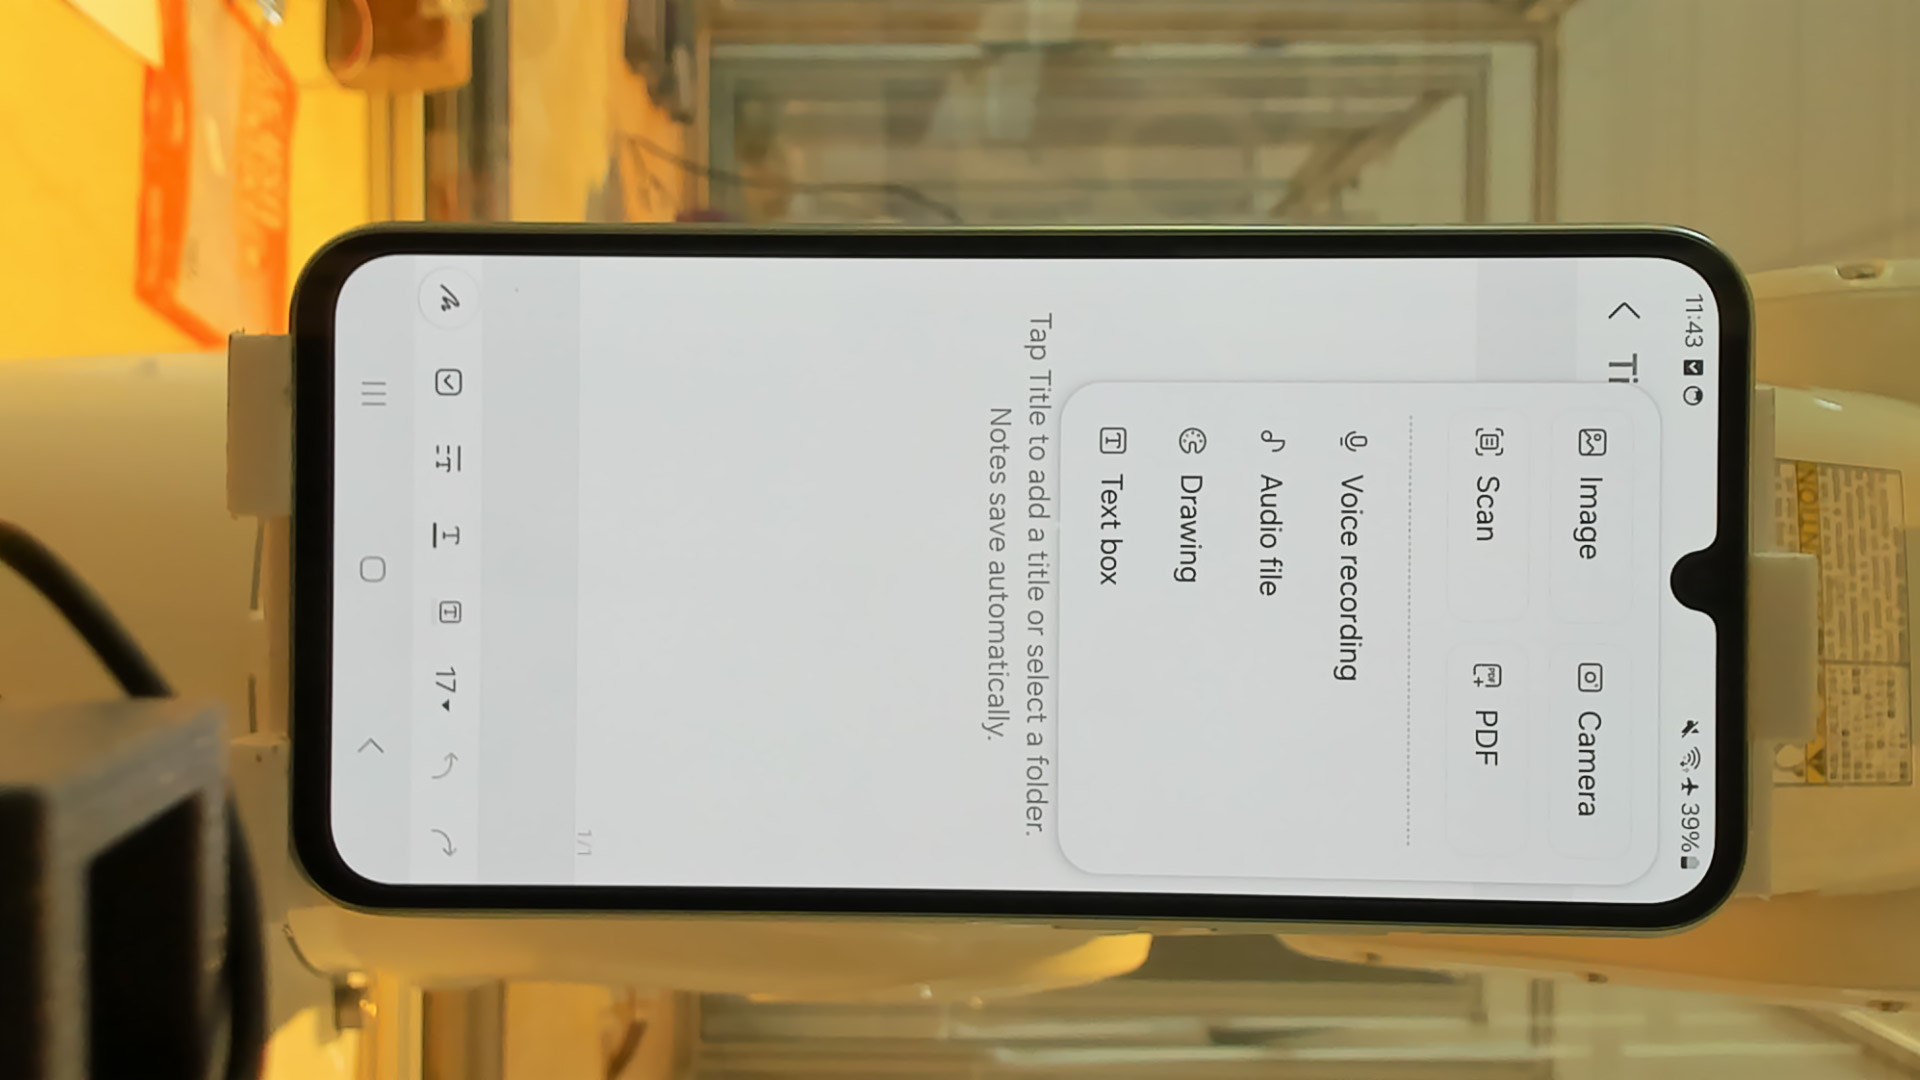 11:43 39%
Ti
Image Camera
Scan PDF
Voice recording
Audio file
Drawing
Text box
Tap Title to add a title or select a folder.
Notes save automatically.
1/1
17